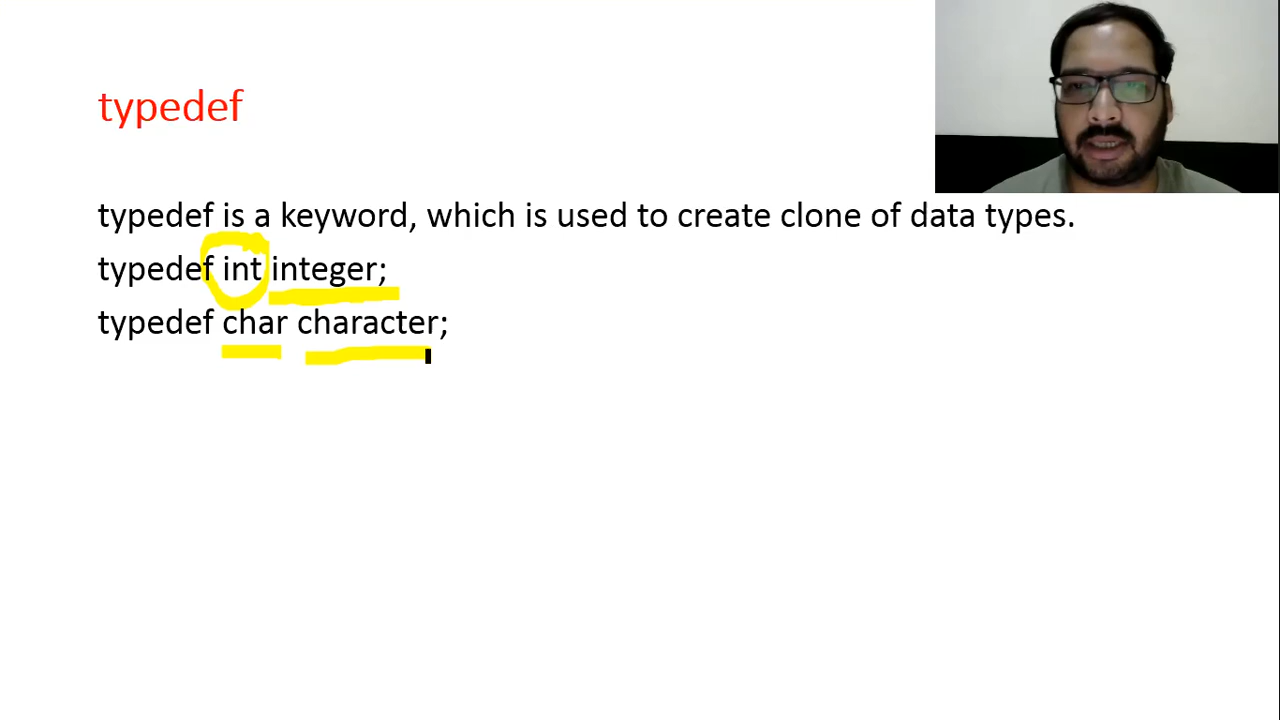 typedef
typedef is a keyword, which is used to create clone of data types.
typedef int integer;
typedef char character;